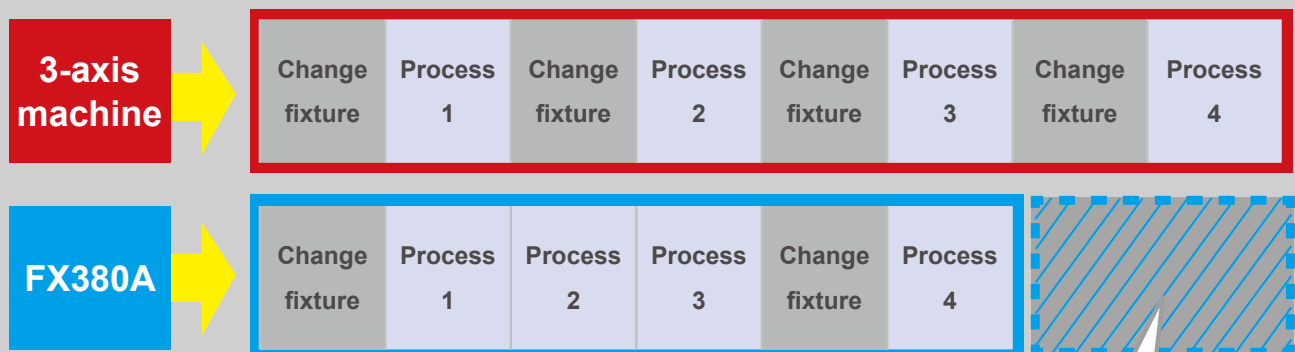 3-axis
machine
Change Process Change Process Change Process Change Process
fixture 1 fixture 2 fixture 3 fixture 4
FX380A
Change Process Process Process Change Process
fixture 1 2 3 fixture 4